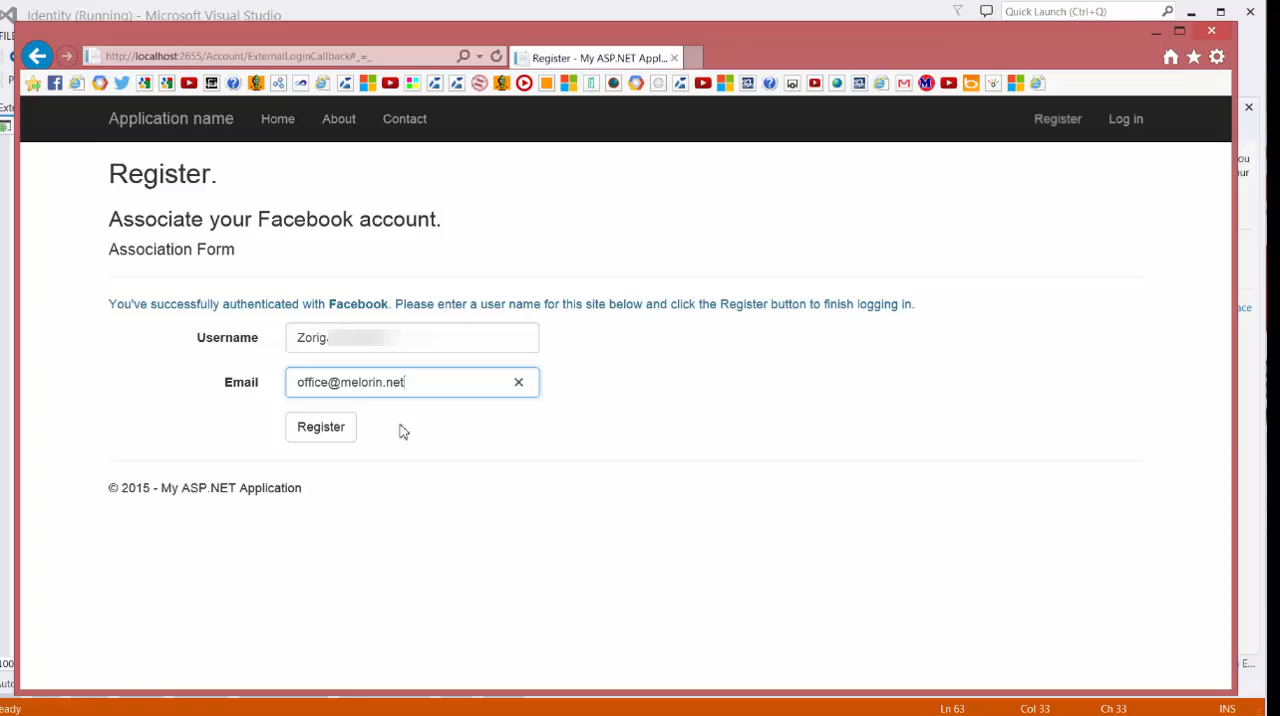 Identity (Running) - Microsoft Visual Studio
Quick Launch (Ctrl+Q)
http://localhost:2655/Account/ExternalLoginCallback#_=_
Register - My ASP.NET Appl...
Application name Home About Contact Register Log in
Register.
Associate your Facebook account.
Association Form
You've successfully authenticated with Facebook. Please enter a user name for this site below and click the Register button to finish logging in.
Username
Zorig
Email
office@melorin.net
Register
© 2015 - My ASP.NET Application
Ln 63 Col 33 Ch 33 INS